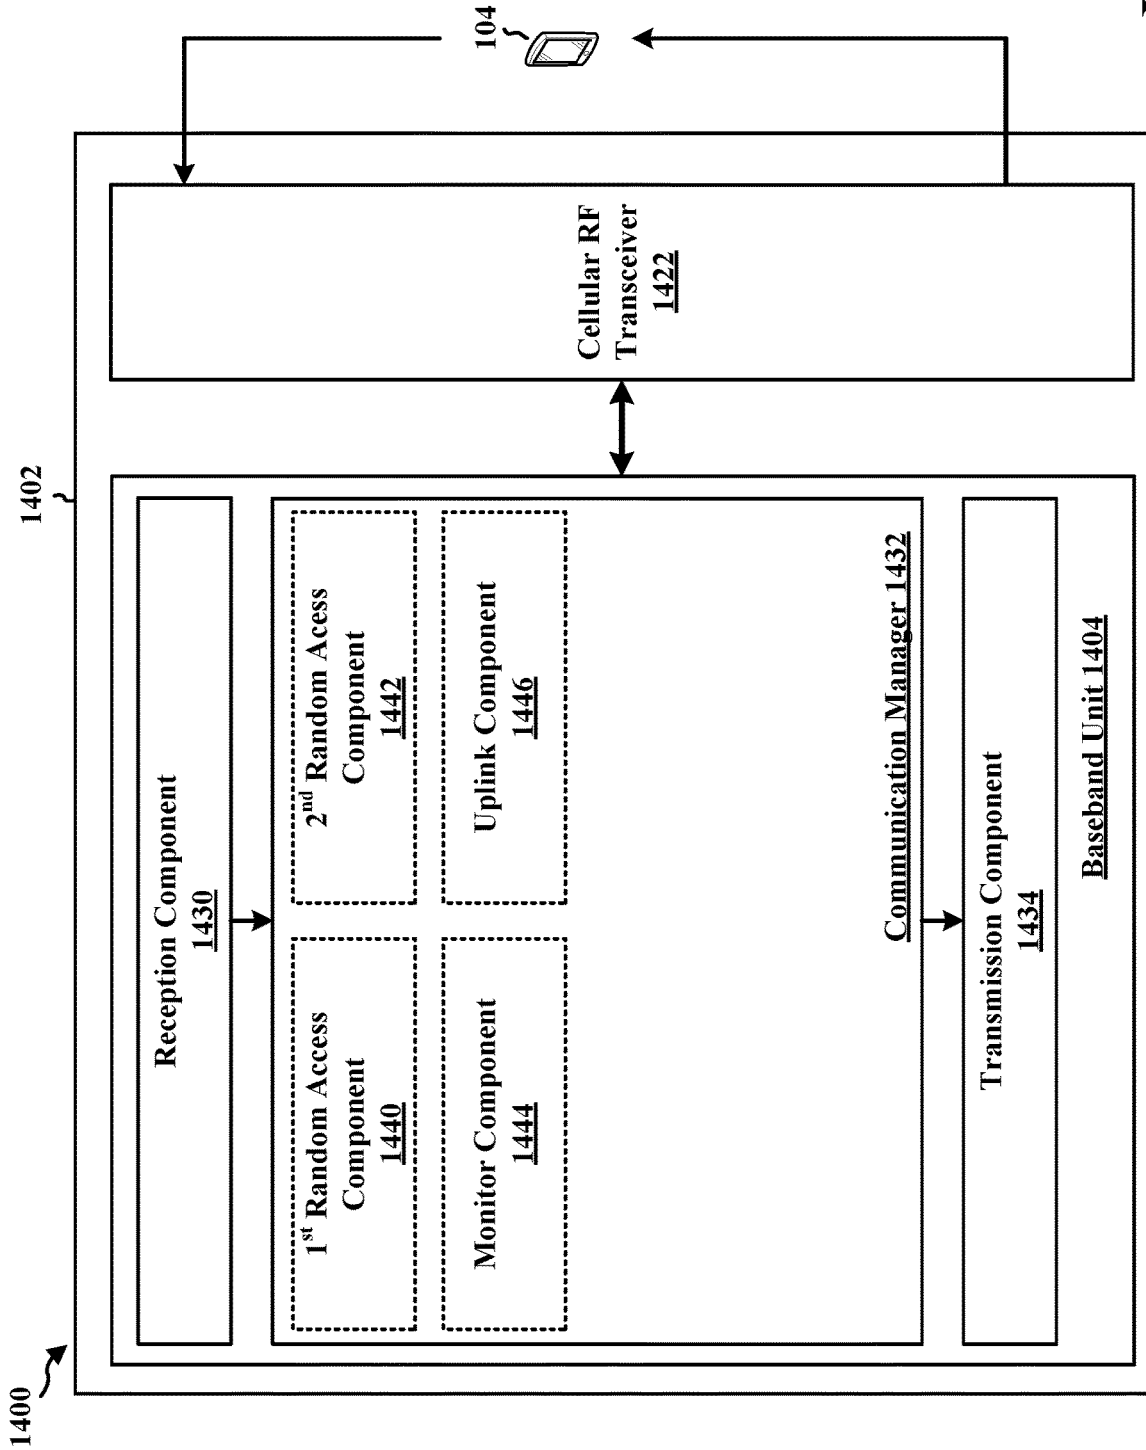 1400
1402
104
Reception Component
1430
1st Random Access
Component
1440
2nd Random Acess
Component
1442
Monitor Component
1444
Uplink Component
1446
Communication Manager 1432
Transmission Component
1434
Baseband Unit 1404
Cellular RF
Transceiver
1422